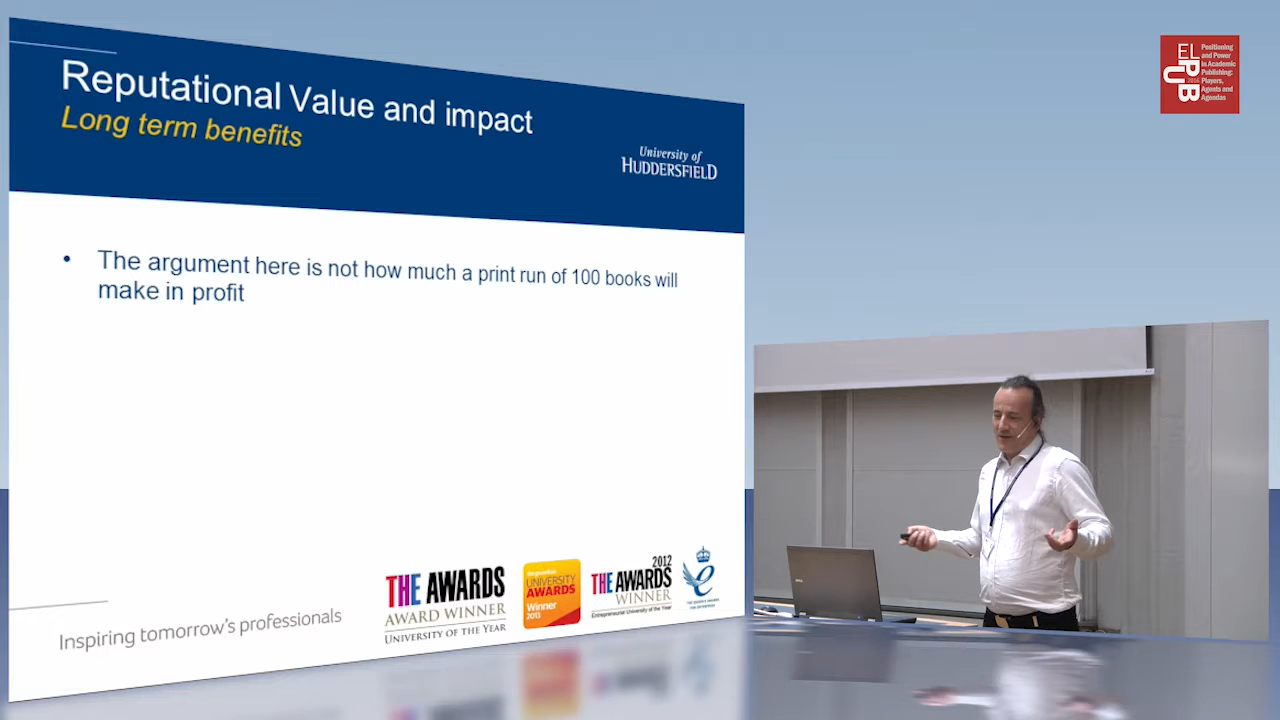 Reputational Value and impact
Long term benefits
University of
HUDDERSFIELD
• The argument here is not how much a print run of 100 books will
make in profit
Inspiring tomorrow's professionals
THE AWARDS
AWARD WINNER
UNIVERSITY OF THE YEAR
UNIVERSITY
AWARDS
Winner
2013
2012
THE AWARDS
WINNER
Entrepreneurial University of the Year
EL
PUB
2016
Positioning
and Power
in Academic
Publishing:
Players,
Agents and
Agendas